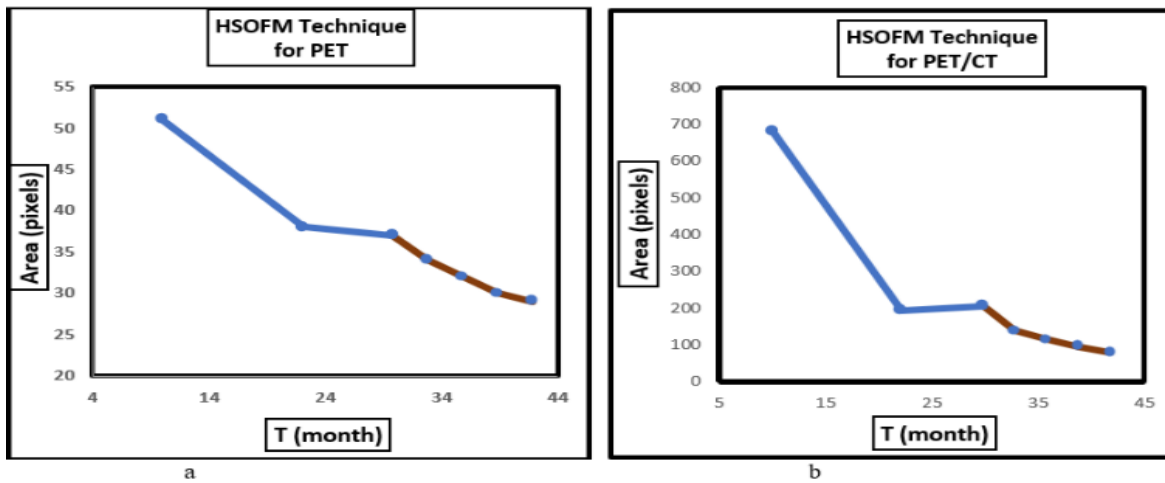 HSOFM Technique
for PET
55
50
45
40
35
30
25
20
Area (pixels)
4 14 24 34 44
T (month)
a
HSOFM Technique
for PET/CT
800
700
600
500
400
300
200
100
0
Area (pixels)
5 15 25 35 45
T (month)
b